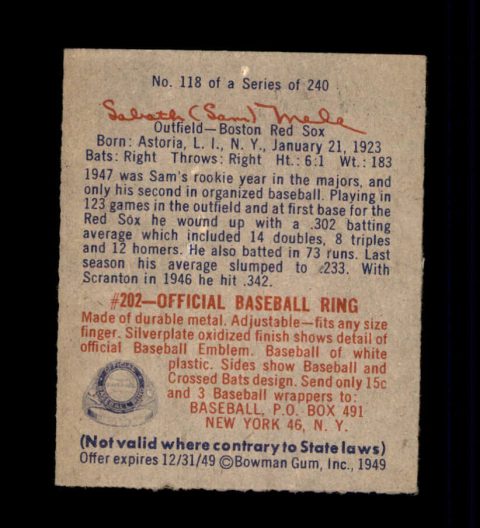 No. 118 of a Series of 240
Sabath (Sam) Mele
Outfield—Boston Red Sox
Born: Astoria, L. I., N. Y., January 21, 1923
Bats: Right Throws: Right Ht.: 6:1 Wt.: 183
1947 was Sam's rookie year in the majors, and
only his second in organized baseball. Playing in
123 games in the outfield and at first base for the
Red Sox he wound up with a .302 batting
average which included 14 doubles, 8 triples
and 12 homers. He also batted in 73 runs. Last
season his average slumped to .233. With
Scranton in 1946 he hit .342.
#202—OFFICIAL BASEBALL RING
Made of durable metal. Adjustable—fits any size
finger. Silverplate oxidized finish shows detail of
official Baseball Emblem. Baseball of white
plastic. Sides show Baseball and
Crossed Bats design. Send only 15c
and 3 Baseball wrappers to:
BASEBALL, P.O. BOX 491
NEW YORK 46, N. Y.
(Not valid where contrary to State laws)
Offer expires 12/31/49 ©Bowman Gum, Inc., 1949